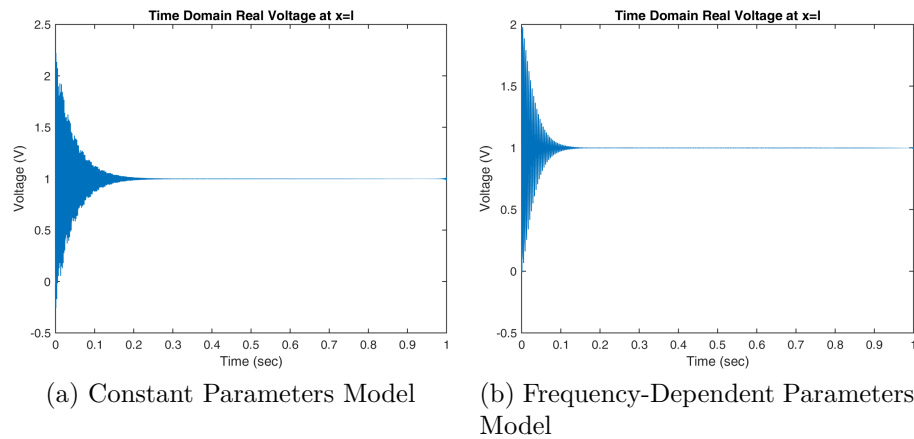 Time Domain Real Voltage at x=l
2.5
2
1.5
1
0.5
0
-0.5
Voltage (V)
0 0.1 0.2 0.3 0.4 0.5 0.6 0.7 0.8 0.9 1
Time (sec)
(a) Constant Parameters Model
Time Domain Real Voltage at x=l
2
1.5
1
0.5
0
-0.5
Voltage (V)
0 0.1 0.2 0.3 0.4 0.5 0.6 0.7 0.8 0.9 1
Time (sec)
(b) Frequency-Dependent Parameters
Model